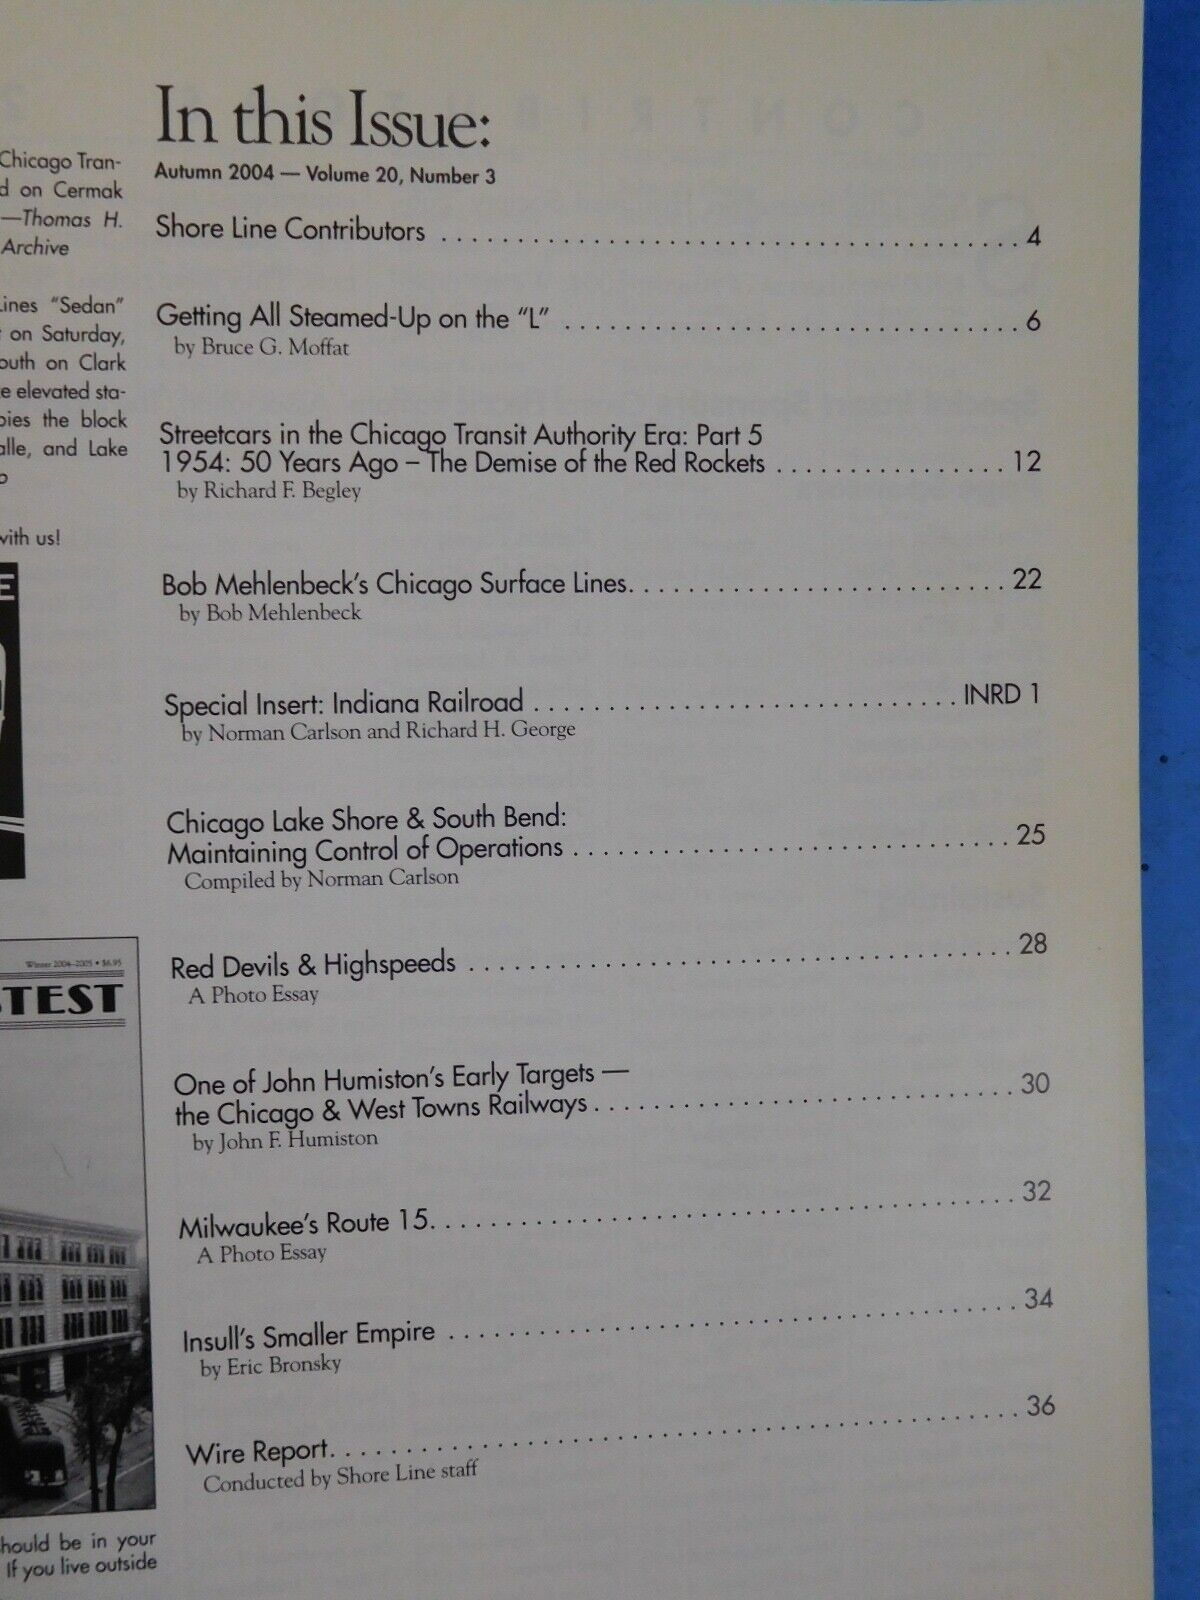 Chicago Tran-
on Cermak
—Thomas H.
Archive
Lines "Sedan"
on Saturday,
outh on Clark
e elevated sta-
pies the block
alle, and Lake
with us!
E
Winter 2004-2005 • $6.95
TEST
hould be in your
If you live outside
In this Issue:
Autumn 2004 — Volume 20, Number 3
Shore Line Contributors . . . . . . . . . . 4
Getting All Steamed-Up on the "L" . . . . . . . . . . 6
by Bruce G. Moffat
Streetcars in the Chicago Transit Authority Era: Part 5
1954: 50 Years Ago – The Demise of the Red Rockets . . . . . . . . . . 12
by Richard F. Begley
Bob Mehlenbeck's Chicago Surface Lines. . . . . . . . . . 22
by Bob Mehlenbeck
Special Insert: Indiana Railroad . . . . . . . . . . INRD 1
by Norman Carlson and Richard H. George
Chicago Lake Shore & South Bend:
Maintaining Control of Operations . . . . . . . . . . 25
Compiled by Norman Carlson
Red Devils & Highspeeds . . . . . . . . . . 28
A Photo Essay
One of John Humiston's Early Targets —
the Chicago & West Towns Railways . . . . . . . . . . 30
by John F. Humiston
Milwaukee's Route 15. . . . . . . . . . 32
A Photo Essay
Insull's Smaller Empire . . . . . . . . . . 34
by Eric Bronsky
Wire Report. . . . . . . . . . 36
Conducted by Shore Line staff